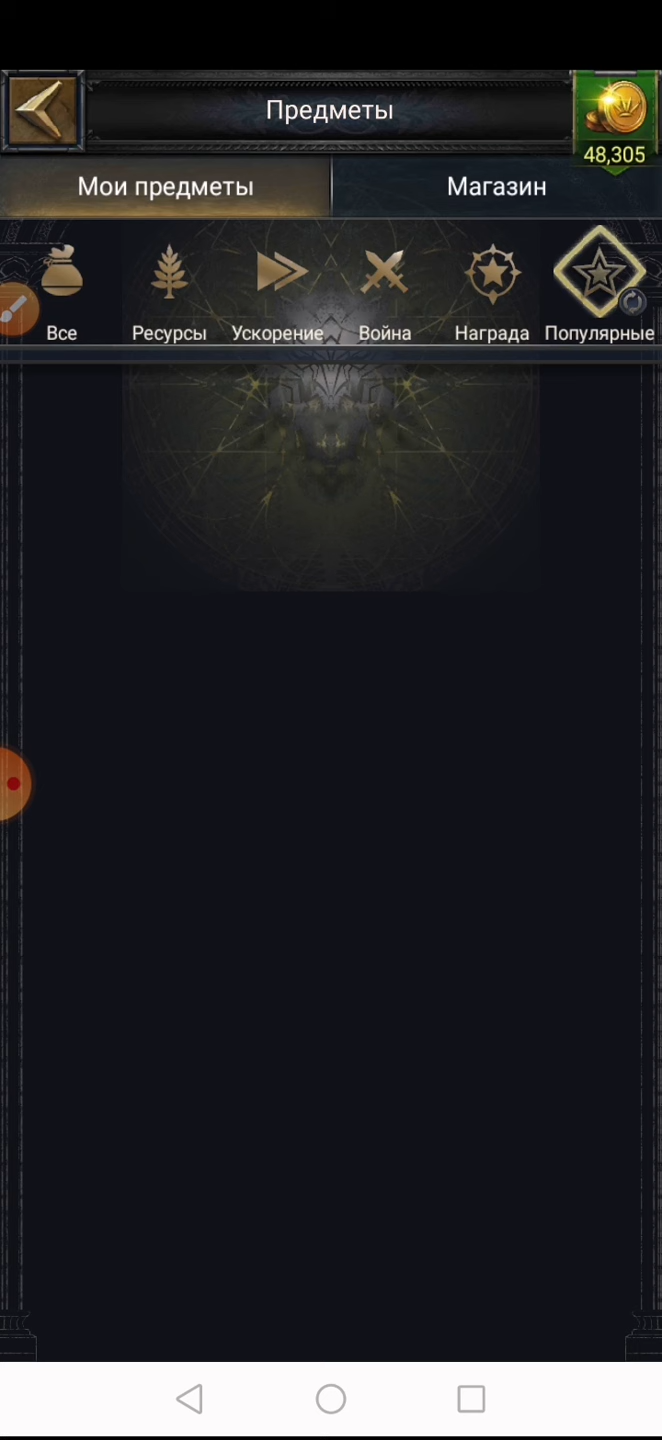 Предметы
48,305
Мои предметы
Магазин
Все
Ресурсы
Ускорение
Война
Награда
Популярные